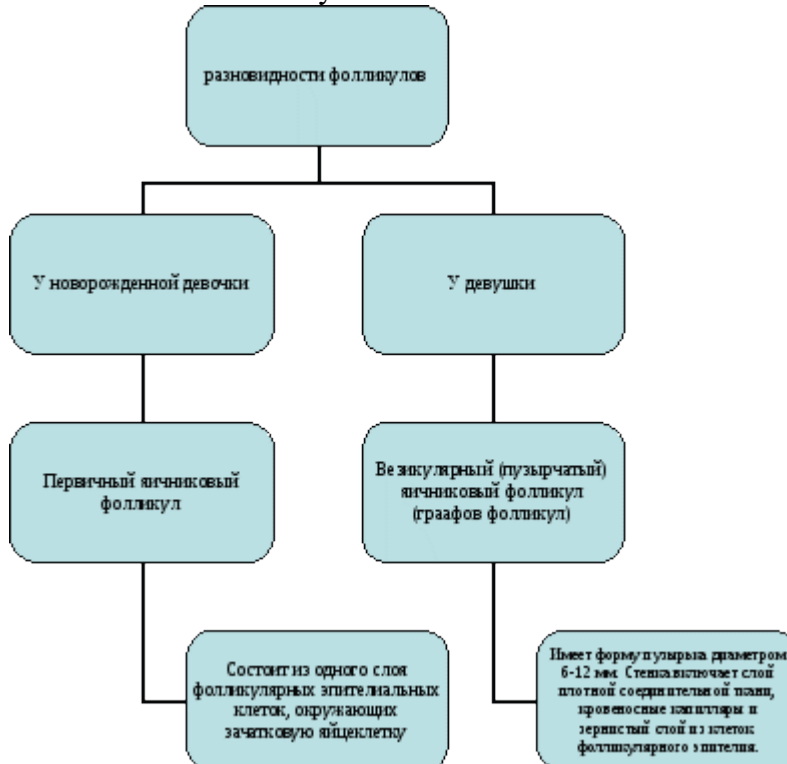 разновидности фолликулов
У новорожденной девочки
У девушки
Первичный яичниковый
фолликул
Везикулярный (пузырчатый)
яичниковый фолликул
(граафов фолликул)
Состоит из одного слоя
фолликулярных эпителиальных
клеток, окружающих
зачатковую яйцеклетку
Имеет форму пузырька диаметром
6-12 мм. Стенка включает слой
плотной соединительной ткани,
кровеносные капилляры и
зернистый слой из клеток
фолликулярного эпителия.